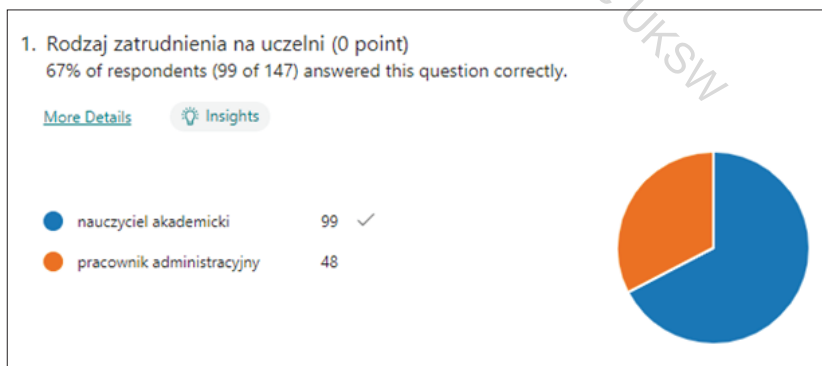 UKSW
1. Rodzaj zatrudnienia na uczelni (0 point)
67% of respondents (99 of 147) answered this question correctly.
More Details Insights
nauczyciel akademicki 99
pracownik administracyjny 48